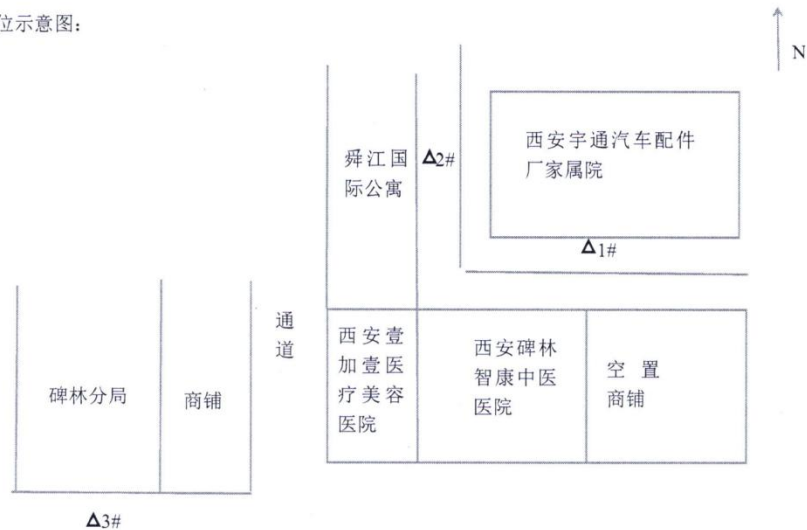 位示意图：
N
西安宇通汽车配件
厂家属院
舜江国
际公寓
Δ2#
Δ1#
通
道
西安壹
加壹医
疗美容
医院
西安碑林
智康中医
医院
空 置
商铺
碑林分局
商铺
Δ3#